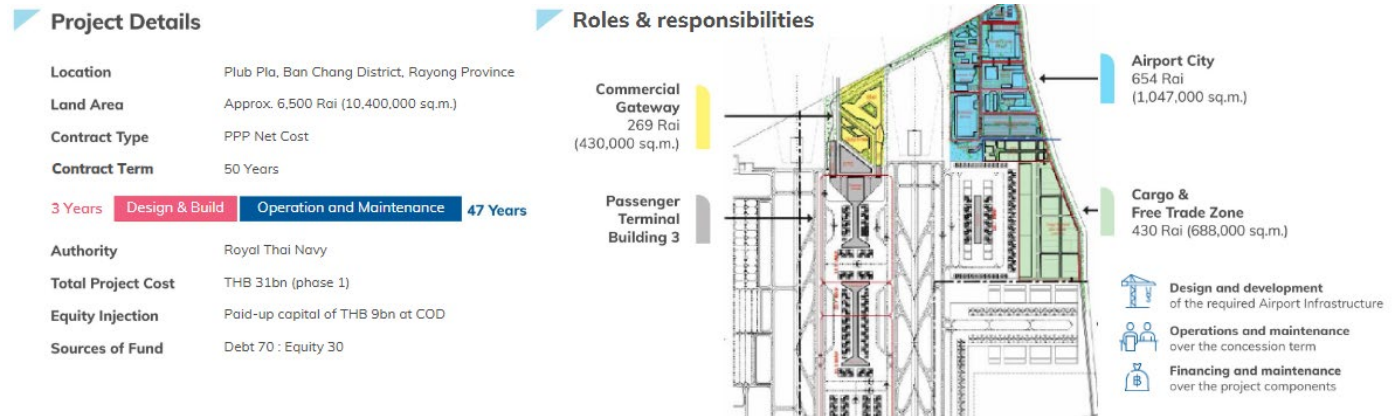 Project Details
Location Plub Pla, Ban Chang District, Rayong Province
Land Area Approx. 6,500 Rai (10,400,000 sq.m.)
Contract Type PPP Net Cost
Contract Term 50 Years
3 Years Design & Build Operation and Maintenance 47 Years
Authority Royal Thai Navy
Total Project Cost THB 31bn (phase 1)
Equity Injection Paid-up capital of THB 9bn at COD
Sources of Fund Debt 70 : Equity 30
Roles & responsibilities
Commercial
Gateway
269 Rai
(430,000 sq.m.)
Passenger
Terminal
Building 3
Airport City
654 Rai
(1,047,000 sq.m.)
Cargo &
Free Trade Zone
430 Rai (688,000 sq.m.)
Design and development
of the required Airport Infrastructure
Operations and maintenance
over the concession term
Financing and maintenance
over the project components